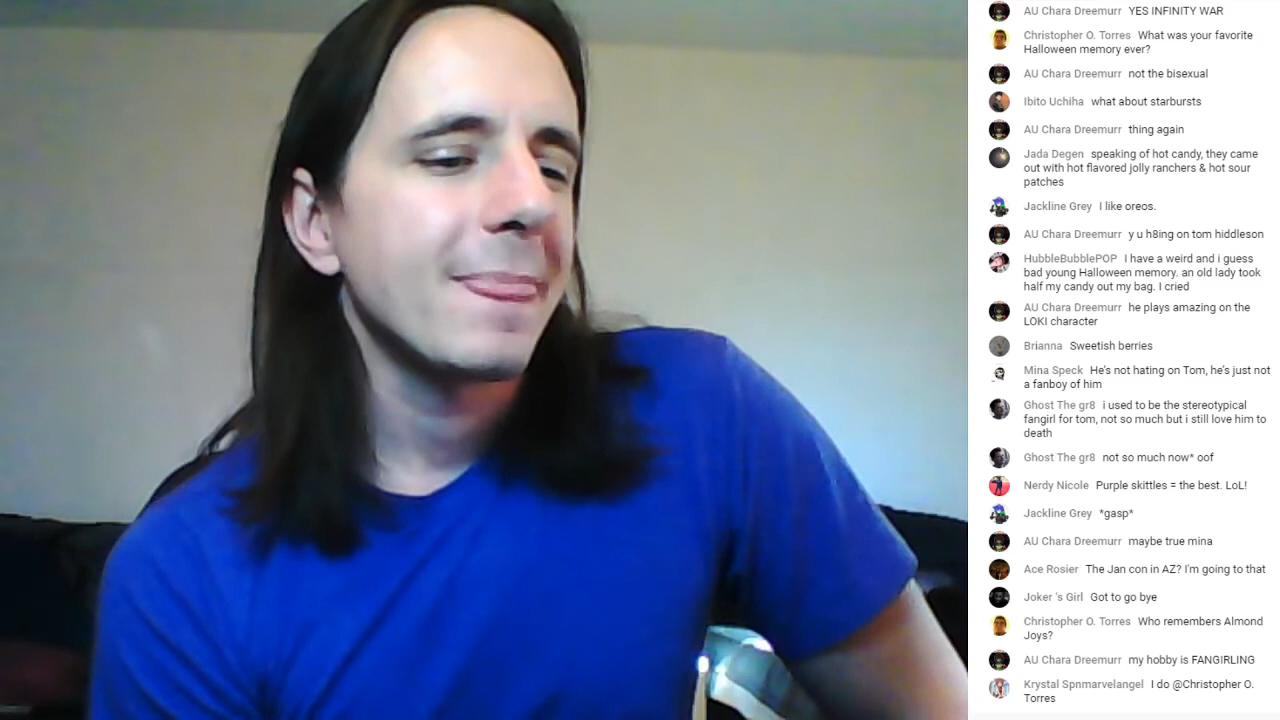 AU Chara Dreemurr YES INFINITY WAR
Christopher O. Torres What was your favorite
Halloween memory ever?
AU Chara Dreemurr not the bisexual
Ibito Uchiha what about starbursts
AU Chara Dreemurr thing again
Jada Degen speaking of hot candy, they came
out with hot flavored jolly ranchers & hot sour
patches
Jackline Grey I like oreos.
AU Chara Dreemurr y u h8ing on tom hiddleson
HubbleBubblePOP I have a weird and i guess
bad young Halloween memory. an old lady took
half my candy out my bag. I cried
AU Chara Dreemurr he plays amazing on the
LOKI character
Brianna Sweetish berries
Mina Speck He's not hating on Tom, he's just not
a fanboy of him
Ghost The gr8 i used to be the stereotypical
fangirl for tom, not so much but i still love him to
death
Ghost The gr8 not so much now* oof
Nerdy Nicole Purple skittles = the best. LoL!
Jackline Grey *gasp*
AU Chara Dreemurr maybe true mina
Ace Rosier The Jan con in AZ? I'm going to that
Joker 's Girl Got to go bye
Christopher O. Torres Who remembers Almond
Joys?
AU Chara Dreemurr my hobby is FANGIRLING
Krystal Spnmarvelangel I do @Christopher O.
Torres